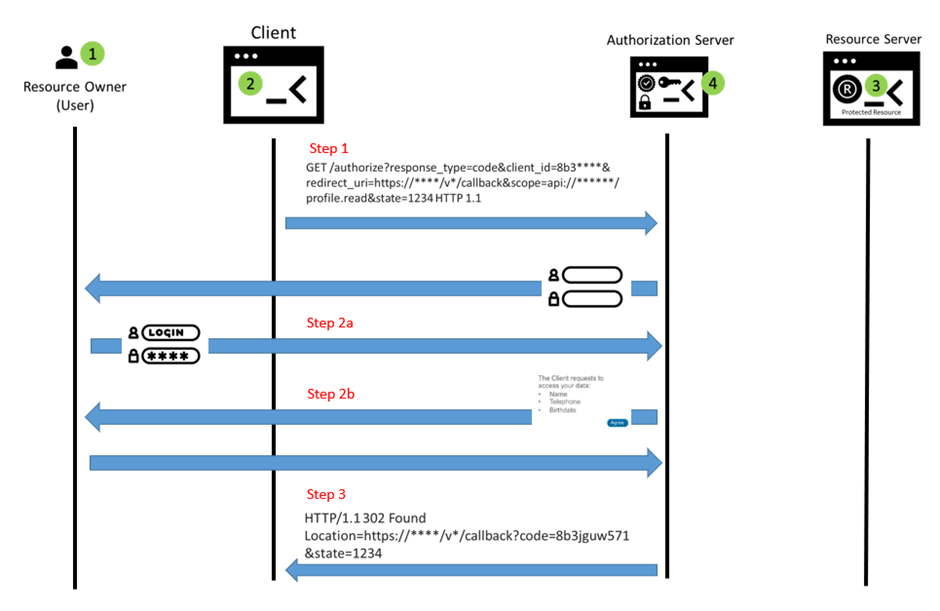 Client
Authorization Server
Resource Server
1
Resource Owner
(User)
2
4
R
3
Protected Resource
Step 1
GET /authorize?response_type=code&client_id=8b3****&
redirect_uri=https://****/v*/callback&scope=api://******/
profile.read&state=1234 HTTP 1.1
Step 2a
LOGIN
****
Step 2b
The Client requests to
access your data:
• Name
• Telephone
• Birthdate
Agree
Step 3
HTTP/1.1 302 Found
Location=https://****/v*/callback?code=8b3jguw571
&state=1234